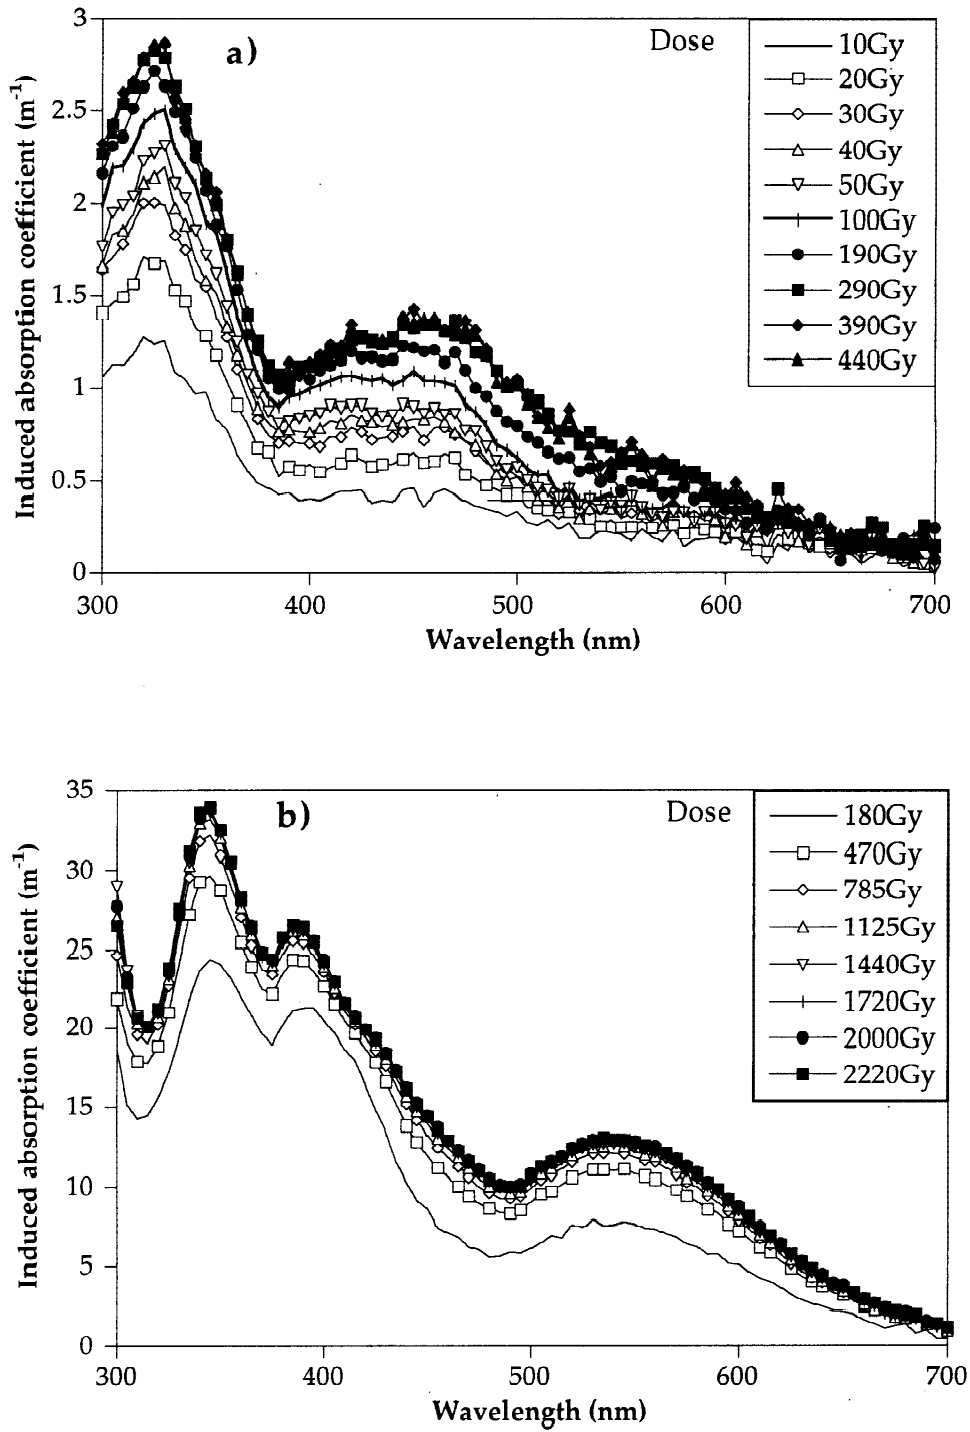 a)
Dose
10Gy
20Gy
30Gy
40Gy
50Gy
100Gy
190Gy
290Gy
390Gy
440Gy
3
2.5
2
1.5
1
0.5
0
Induced absorption coefficient (m-1)
300 400 500 600 700
Wavelength (nm)
b)
Dose
180Gy
470Gy
785Gy
1125Gy
1440Gy
1720Gy
2000Gy
2220Gy
35
30
25
20
15
10
5
0
Induced absorption coefficient (m-1)
300 400 500 600 700
Wavelength (nm)